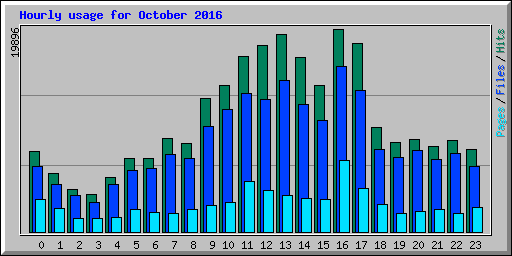 Hourly usage for October 2016
19896
Pages/Files/Hits
0 1 2 3 4 5 6 7 8 9 10 11 12 13 14 15 16 17 18 19 20 21 22 23